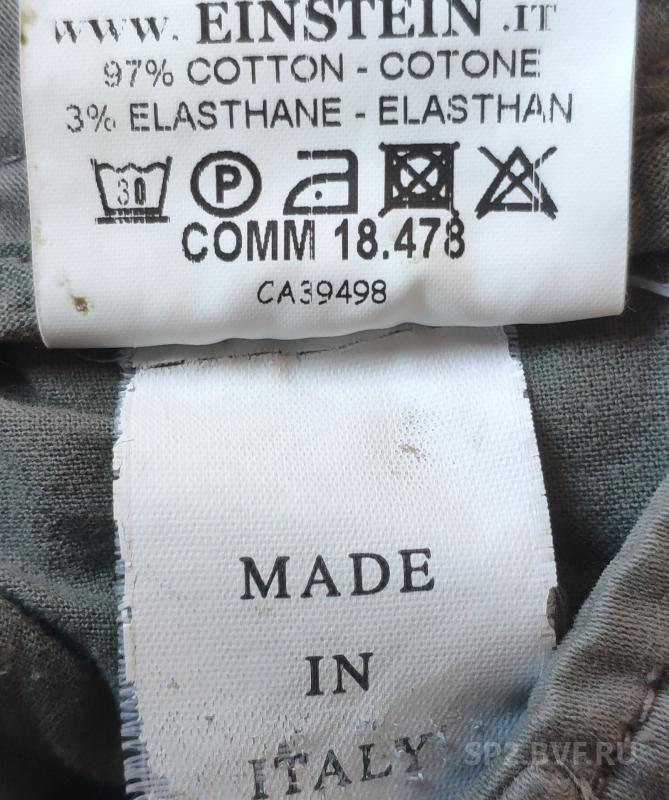 www. EINSTEIN .IT
97% COTTON - COTONE
3% ELASTHANE - ELASTHAN
30 P
COMM 18.478
CA39498
MADE
IN
ITALY
SP2.BVF.RU